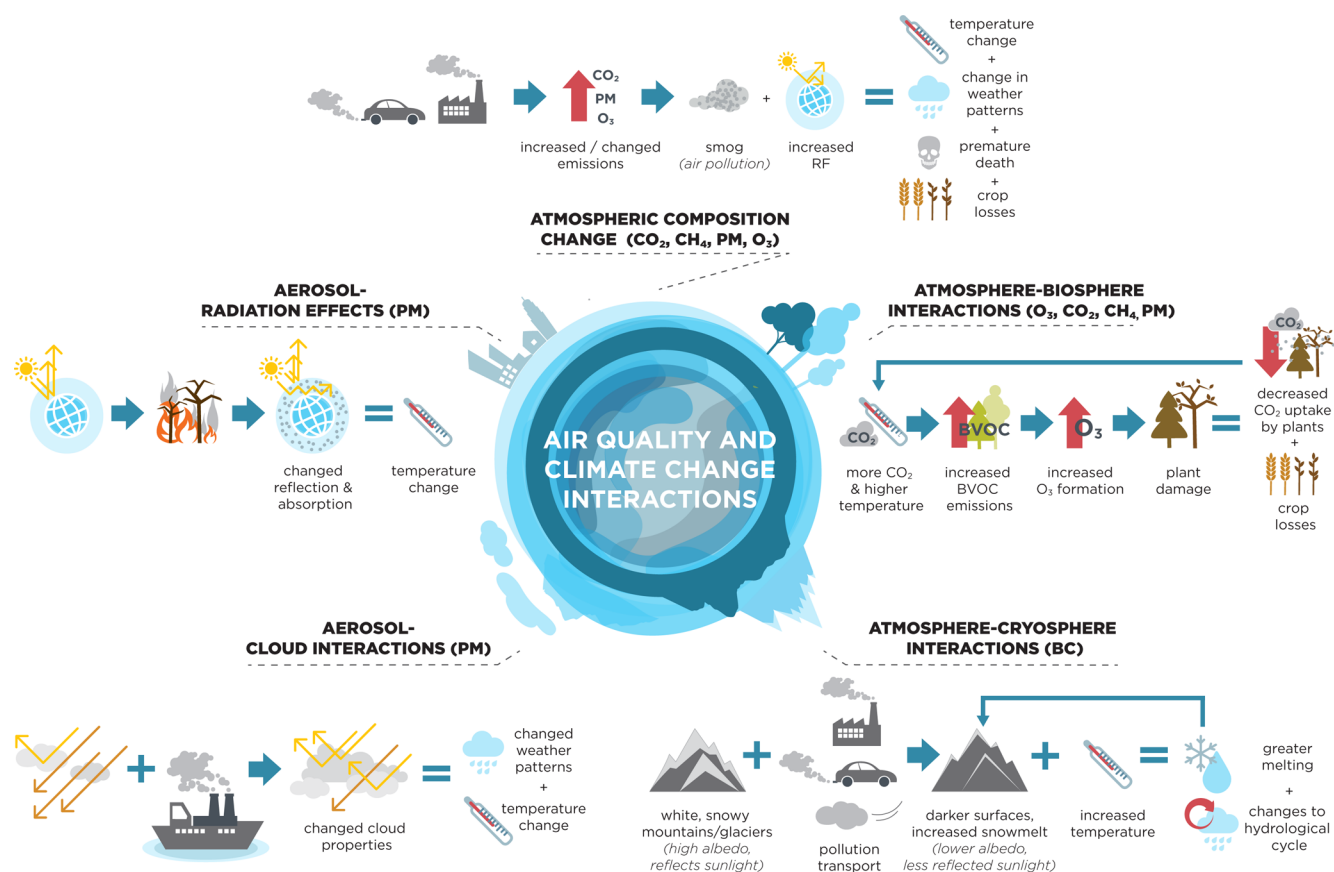 CO₂
PM
O₃
increased / changed
emissions
smog
(air pollution)
+
increased
RF
=
temperature
change
+
change in
weather
patterns
+
premature
death
+
crop
losses
ATMOSPHERIC COMPOSITION
CHANGE (CO₂, CH₄, PM, O₃)
AEROSOL-
RADIATION EFFECTS (PM)
changed
reflection &
absorption
=
temperature
change
ATMOSPHERE-BIOSPHERE
INTERACTIONS (O₃, CO₂, CH₄, PM)
CO₂
more CO₂
& higher
temperature
BVOC
increased
BVOC
emissions
O₃
increased
O₃ formation
plant
damage
=
CO₂
decreased
CO₂ uptake
by plants
+
crop
losses
AIR QUALITY AND
CLIMATE CHANGE
INTERACTIONS
AEROSOL-
CLOUD INTERACTIONS (PM)
+
changed cloud
properties
=
changed
weather
patterns
+
temperature
change
ATMOSPHERE-CRYOSPHERE
INTERACTIONS (BC)
white, snowy
mountains/glaciers
(high albedo,
reflects sunlight)
+
pollution
transport
darker surfaces,
increased snowmelt
(lower albedo,
less reflected sunlight)
+
increased
temperature
=
greater
melting
+
changes to
hydrological
cycle